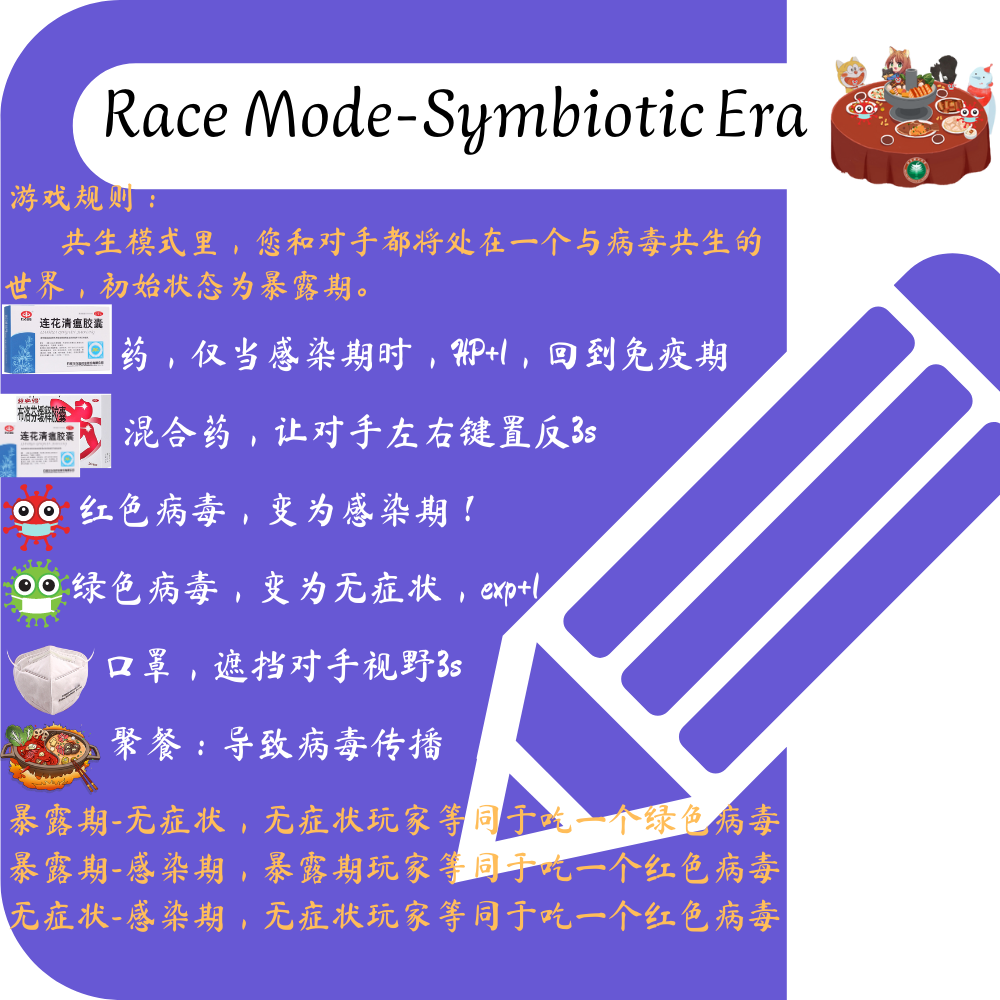 Race Mode-Symbiotic Era
游戏规则：
共生模式里，您和对手都将处在一个与病毒共生的
世界，初始状态为暴露期。
连花清瘟胶囊
药，仅当感染期时，HP+1，回到免疫期
布洛芬缓释胶囊
连花清瘟胶囊
混合药，让对手左右键置反3s
红色病毒，变为感染期！
绿色病毒，变为无症状，exp+1
口罩，遮挡对手视野3s
聚餐：导致病毒传播
暴露期-无症状，无症状玩家等同于吃一个绿色病毒
暴露期-感染期，暴露期玩家等同于吃一个红色病毒
无症状-感染期，无症状玩家等同于吃一个红色病毒